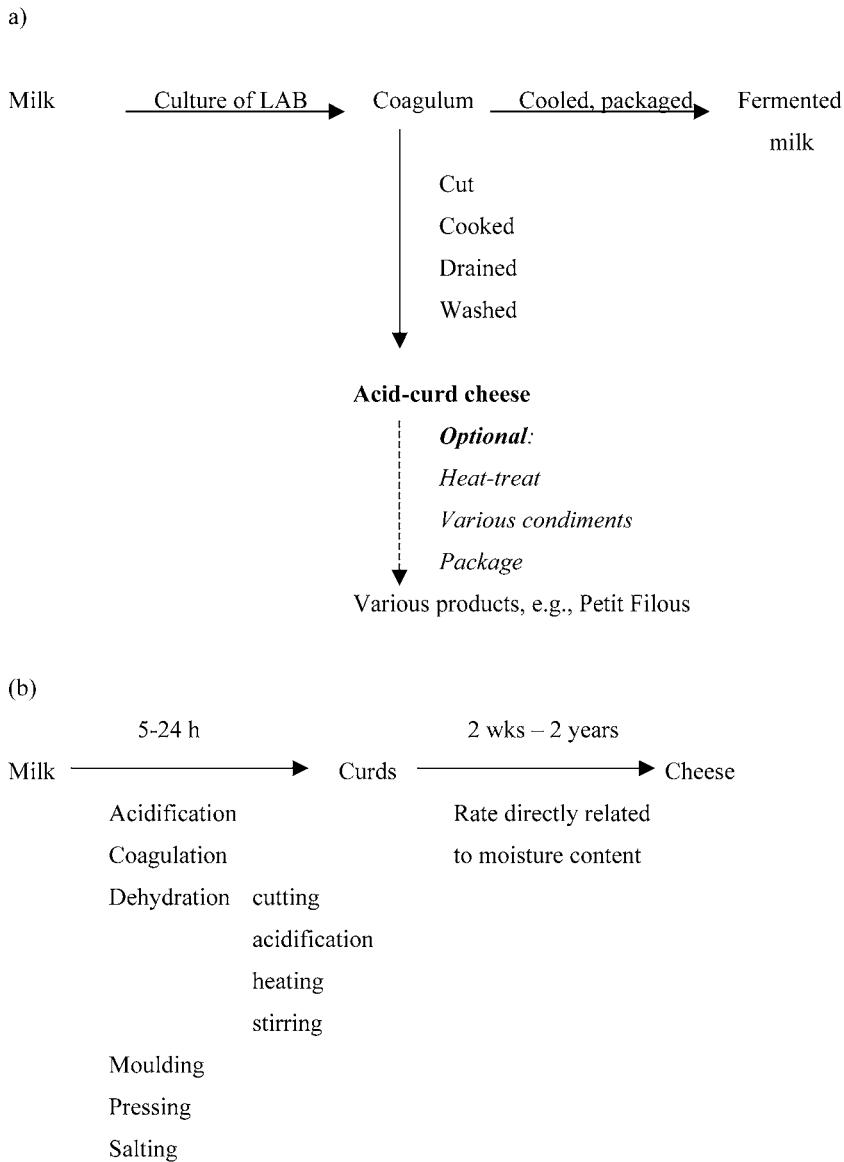 a)
Milk Culture of LAB Coagulum Cooled, packaged Fermented
milk
Cut
Cooked
Drained
Washed
Acid-curd cheese
Optional:
Heat-treat
Various condiments
Package
Various products, e.g., Petit Filous
(b)
5-24 h 2 wks – 2 years
Milk Curds Cheese
Acidification Rate directly related
Coagulation to moisture content
Dehydration cutting
acidification
heating
stirring
Moulding
Pressing
Salting